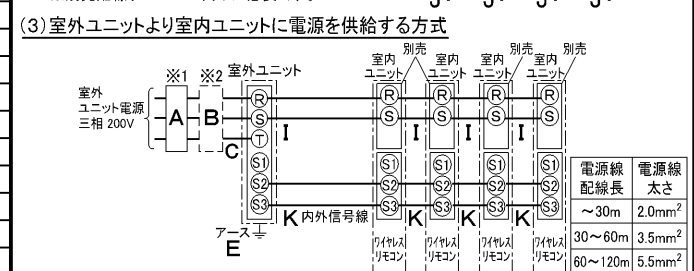 (3)室外ユニットより室内ユニットに電源を供給する方式
※1 ※2 室外ユニット
室内ユニット 別売 室内ユニット 室内ユニット 別売 室内ユニット 別売
室外
ユニット電源
三相 200V
A B C
R S T S1 S2 S3
I
R S S1 S2 S3
I
R S S1 S2 S3
I
R S S1 S2 S3
I
R S S1 S2 S3
K 内外信号線 K K K
アース
E
ワイヤレスリモコン ワイヤレスリモコン ワイヤレスリモコン ワイヤレスリモコン
電源線配線長 電源線太さ
～30m 2.0mm²
30～60m 3.5mm²
60～120m 5.5mm²